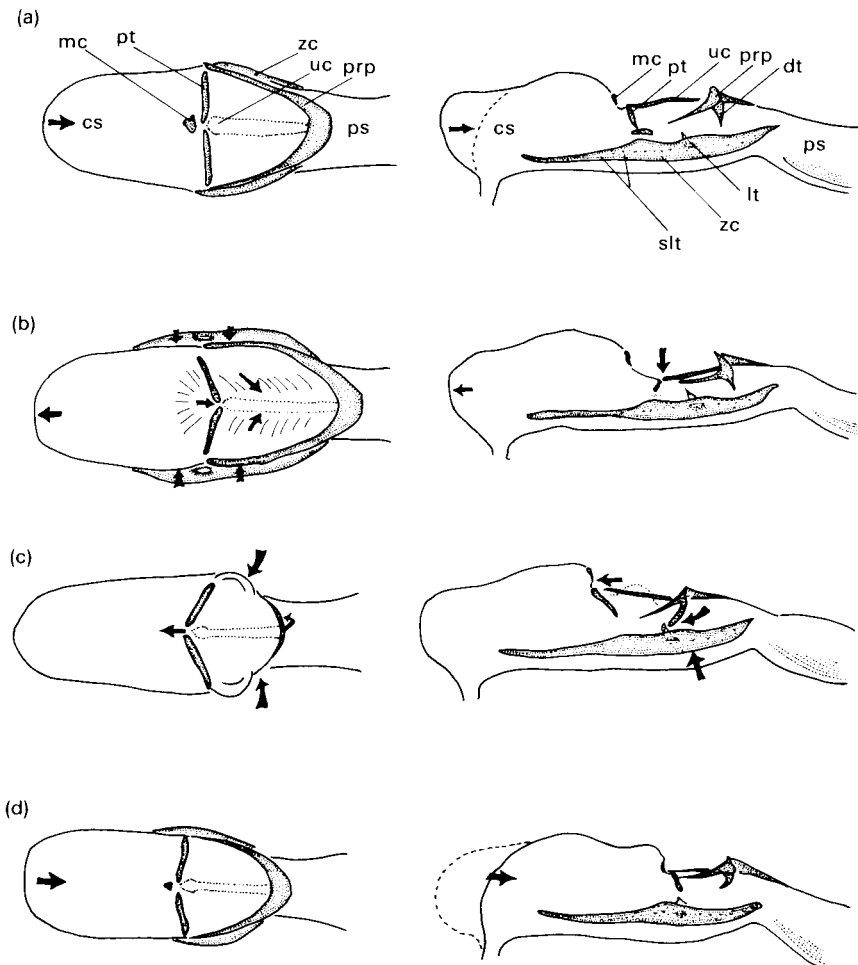 (a)
mc pt zc uc prp
cs ps
mc pt uc prp dt
cs ps
lt
zc
slt
(b)
(c)
(d)